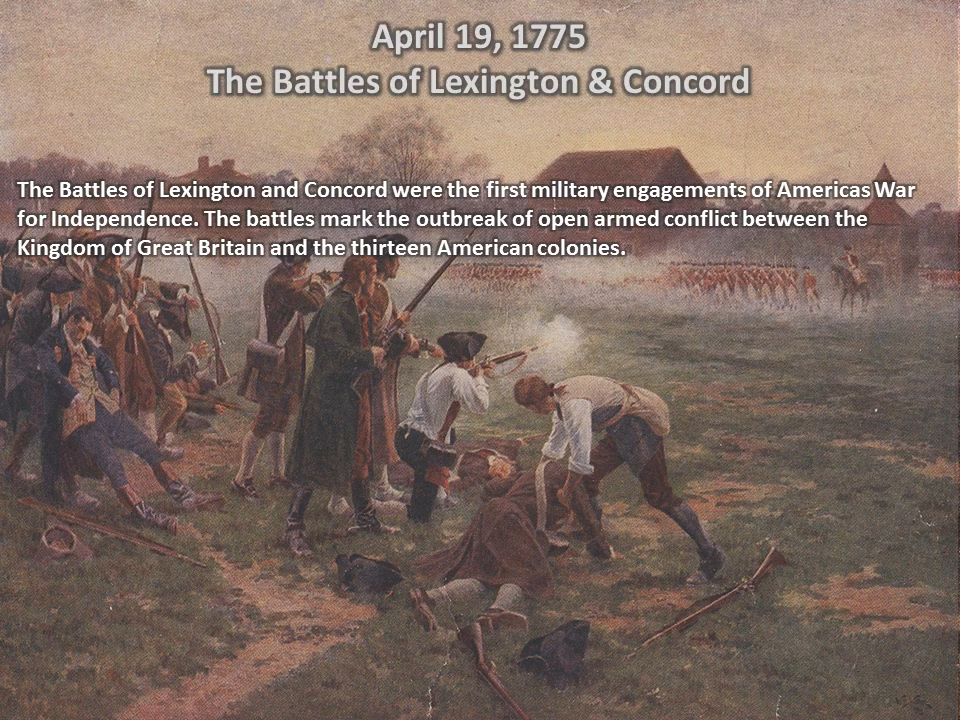 April 19, 1775
The Battles of Lexington & Concord
The Battles of Lexington and Concord were the first military engagements of Americas War
for Independence. The battles mark the outbreak of open armed conflict between the
Kingdom of Great Britain and the thirteen American colonies.